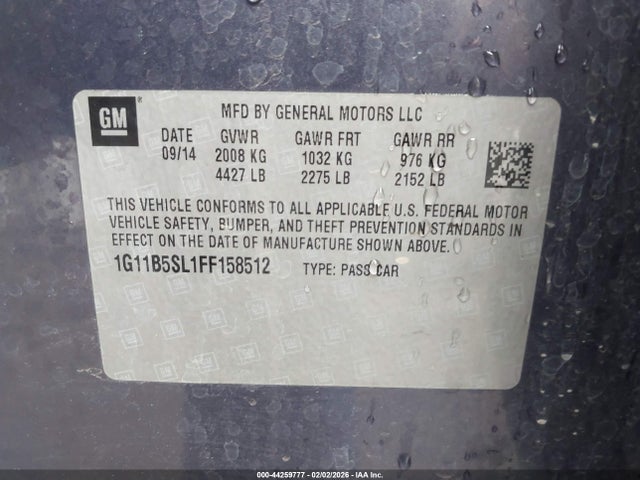 GM
®
MFD BY GENERAL MOTORS LLC
DATE GVWR GAWR FRT GAWR RR
09/14 2008 KG 1032 KG 976 KG
4427 LB 2275 LB 2152 LB
THIS VEHICLE CONFORMS TO ALL APPLICABLE U.S. FEDERAL MOTOR
VEHICLE SAFETY, BUMPER, AND THEFT PREVENTION STANDARDS IN
EFFECT ON THE DATE OF MANUFACTURE SHOWN ABOVE.
1G11B5SL1FF158512 TYPE: PASS CAR
000-44259777 - 02/02/2026 - IAA Inc.